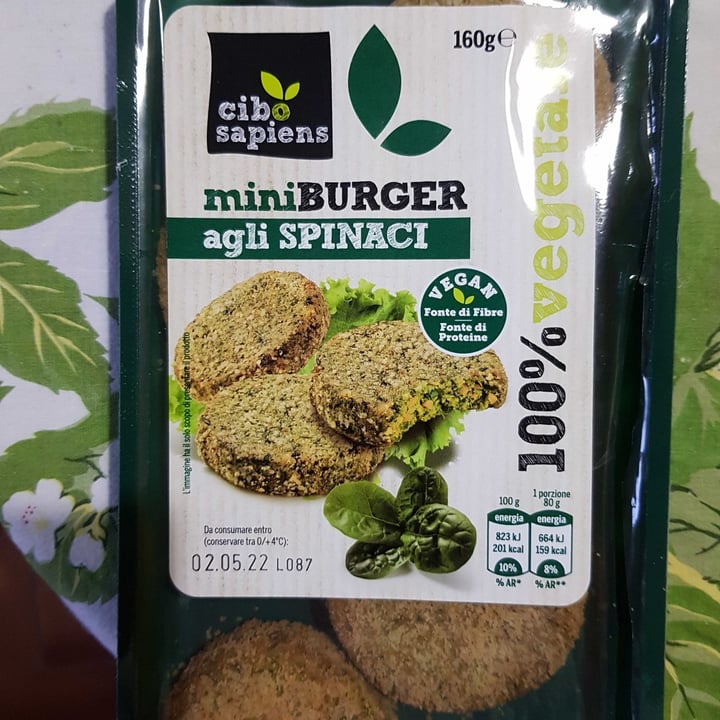 160g ℮
cibo
sapiens
miniBURGER
agli SPINACI
100% vegetale
VEGAN
Fonte di Fibre
Fonte di
Proteine
L'immagine ha il solo scopo di presentare il prodotto
100 g
energia
823 kJ
201 kcal
10%
% AR*
1 porzione
80 g
energia
664 kJ
159 kcal
8%
% AR**
Da consumare entro
(conservare tra 0/+4°C):
02.05.22 L087